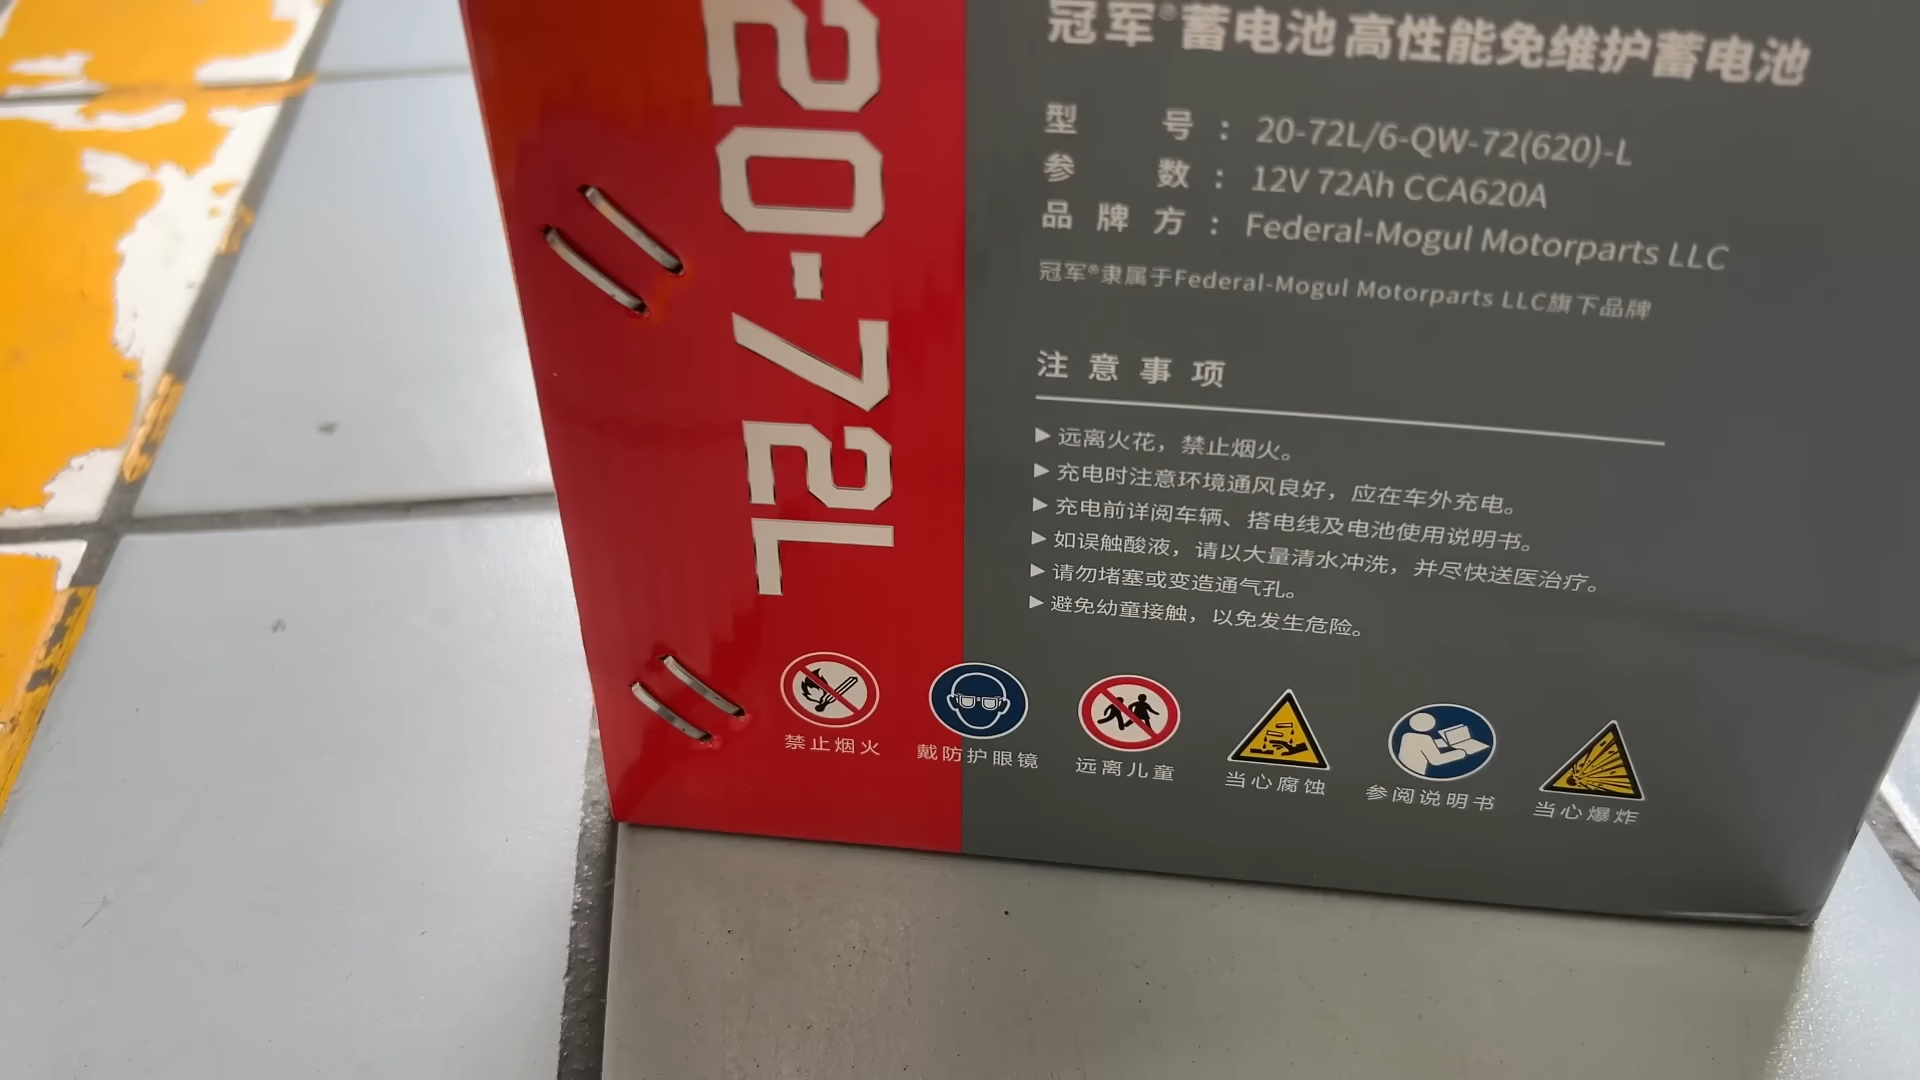 20-72L
冠军®蓄电池 高性能免维护蓄电池
型号：20-72L/6-QW-72(620)-L
参数：12V 72Ah CCA620A
品牌方：Federal-Mogul Motorparts LLC
冠军®隶属于Federal-Mogul Motorparts LLC旗下品牌
注意事项
▶远离火花，禁止烟火。
▶充电时注意环境通风良好，应在车外充电。
▶充电前详阅车辆、搭电线及电池使用说明书。
▶如误触酸液，请以大量清水冲洗，并尽快送医治疗。
▶请勿堵塞或变造通气孔。
▶避免幼童接触，以免发生危险。
禁止烟火
戴防护眼镜
远离儿童
当心腐蚀
参阅说明书
当心爆炸